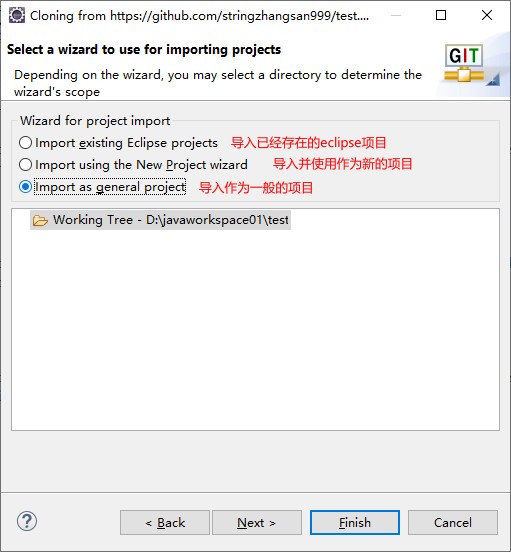 Cloning from https://github.com/stringzhangsan999/test....
Select a wizard to use for importing projects
Depending on the wizard, you may select a directory to determine the
wizard's scope
GIT
Wizard for project import
Import existing Eclipse projects 导入已经存在的eclipse项目
Import using the New Project wizard 导入并使用作为新的项目
Import as general project 导入作为一般的项目
Working Tree - D:\javaworkspace01\test
?
< Back Next > Finish Cancel